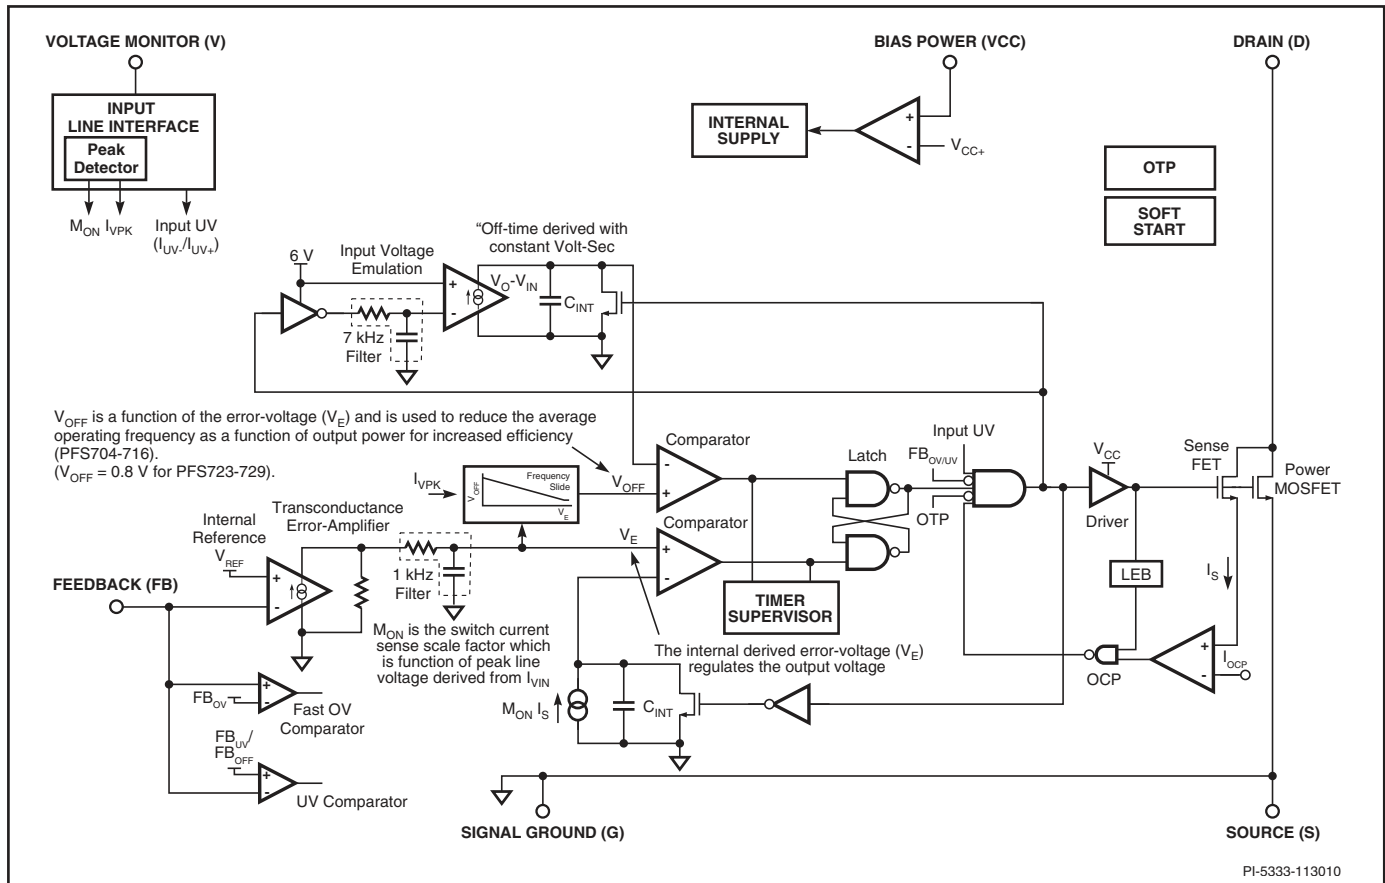 VOLTAGE MONITOR (V)
BIAS POWER (VCC)
DRAIN (D)
INPUT
LINE INTERFACE
Peak
Detector
MON IVPK
Input UV
(IUV-/IUV+)
INTERNAL
SUPPLY
+
-
VCC+
OTP
SOFT
START
"Off-time derived with
constant Volt-Sec
6 V
Input Voltage
Emulation
+
-
VO-VIN
CINT
7 kHz
Filter
VOFF is a function of the error-voltage (VE) and is used to reduce the average
operating frequency as a function of output power for increased efficiency
(PFS704-716).
(VOFF = 0.8 V for PFS723-729).
Comparator
-
+
VOFF
IVPK
VOFF
Frequency
Slide
VE
Latch
Input UV
FBOV/UV
OTP
VCC
Driver
Sense
FET
Power
MOSFET
Internal
Reference
VREF
Transconductance
Error-Amplifier
+
-
1 kHz
Filter
VE
Comparator
+
-
FEEDBACK (FB)
TIMER
SUPERVISOR
LEB
IS
MON is the switch current
sense scale factor which
is function of peak line
voltage derived from IVIN
The internal derived error-voltage (VE)
regulates the output voltage
OCP
+
-
IOCP
FBOV
+
-
Fast OV
Comparator
MON IS
CINT
FBUV/
FBOFF
+
-
UV Comparator
SIGNAL GROUND (G)
SOURCE (S)
PI-5333-113010